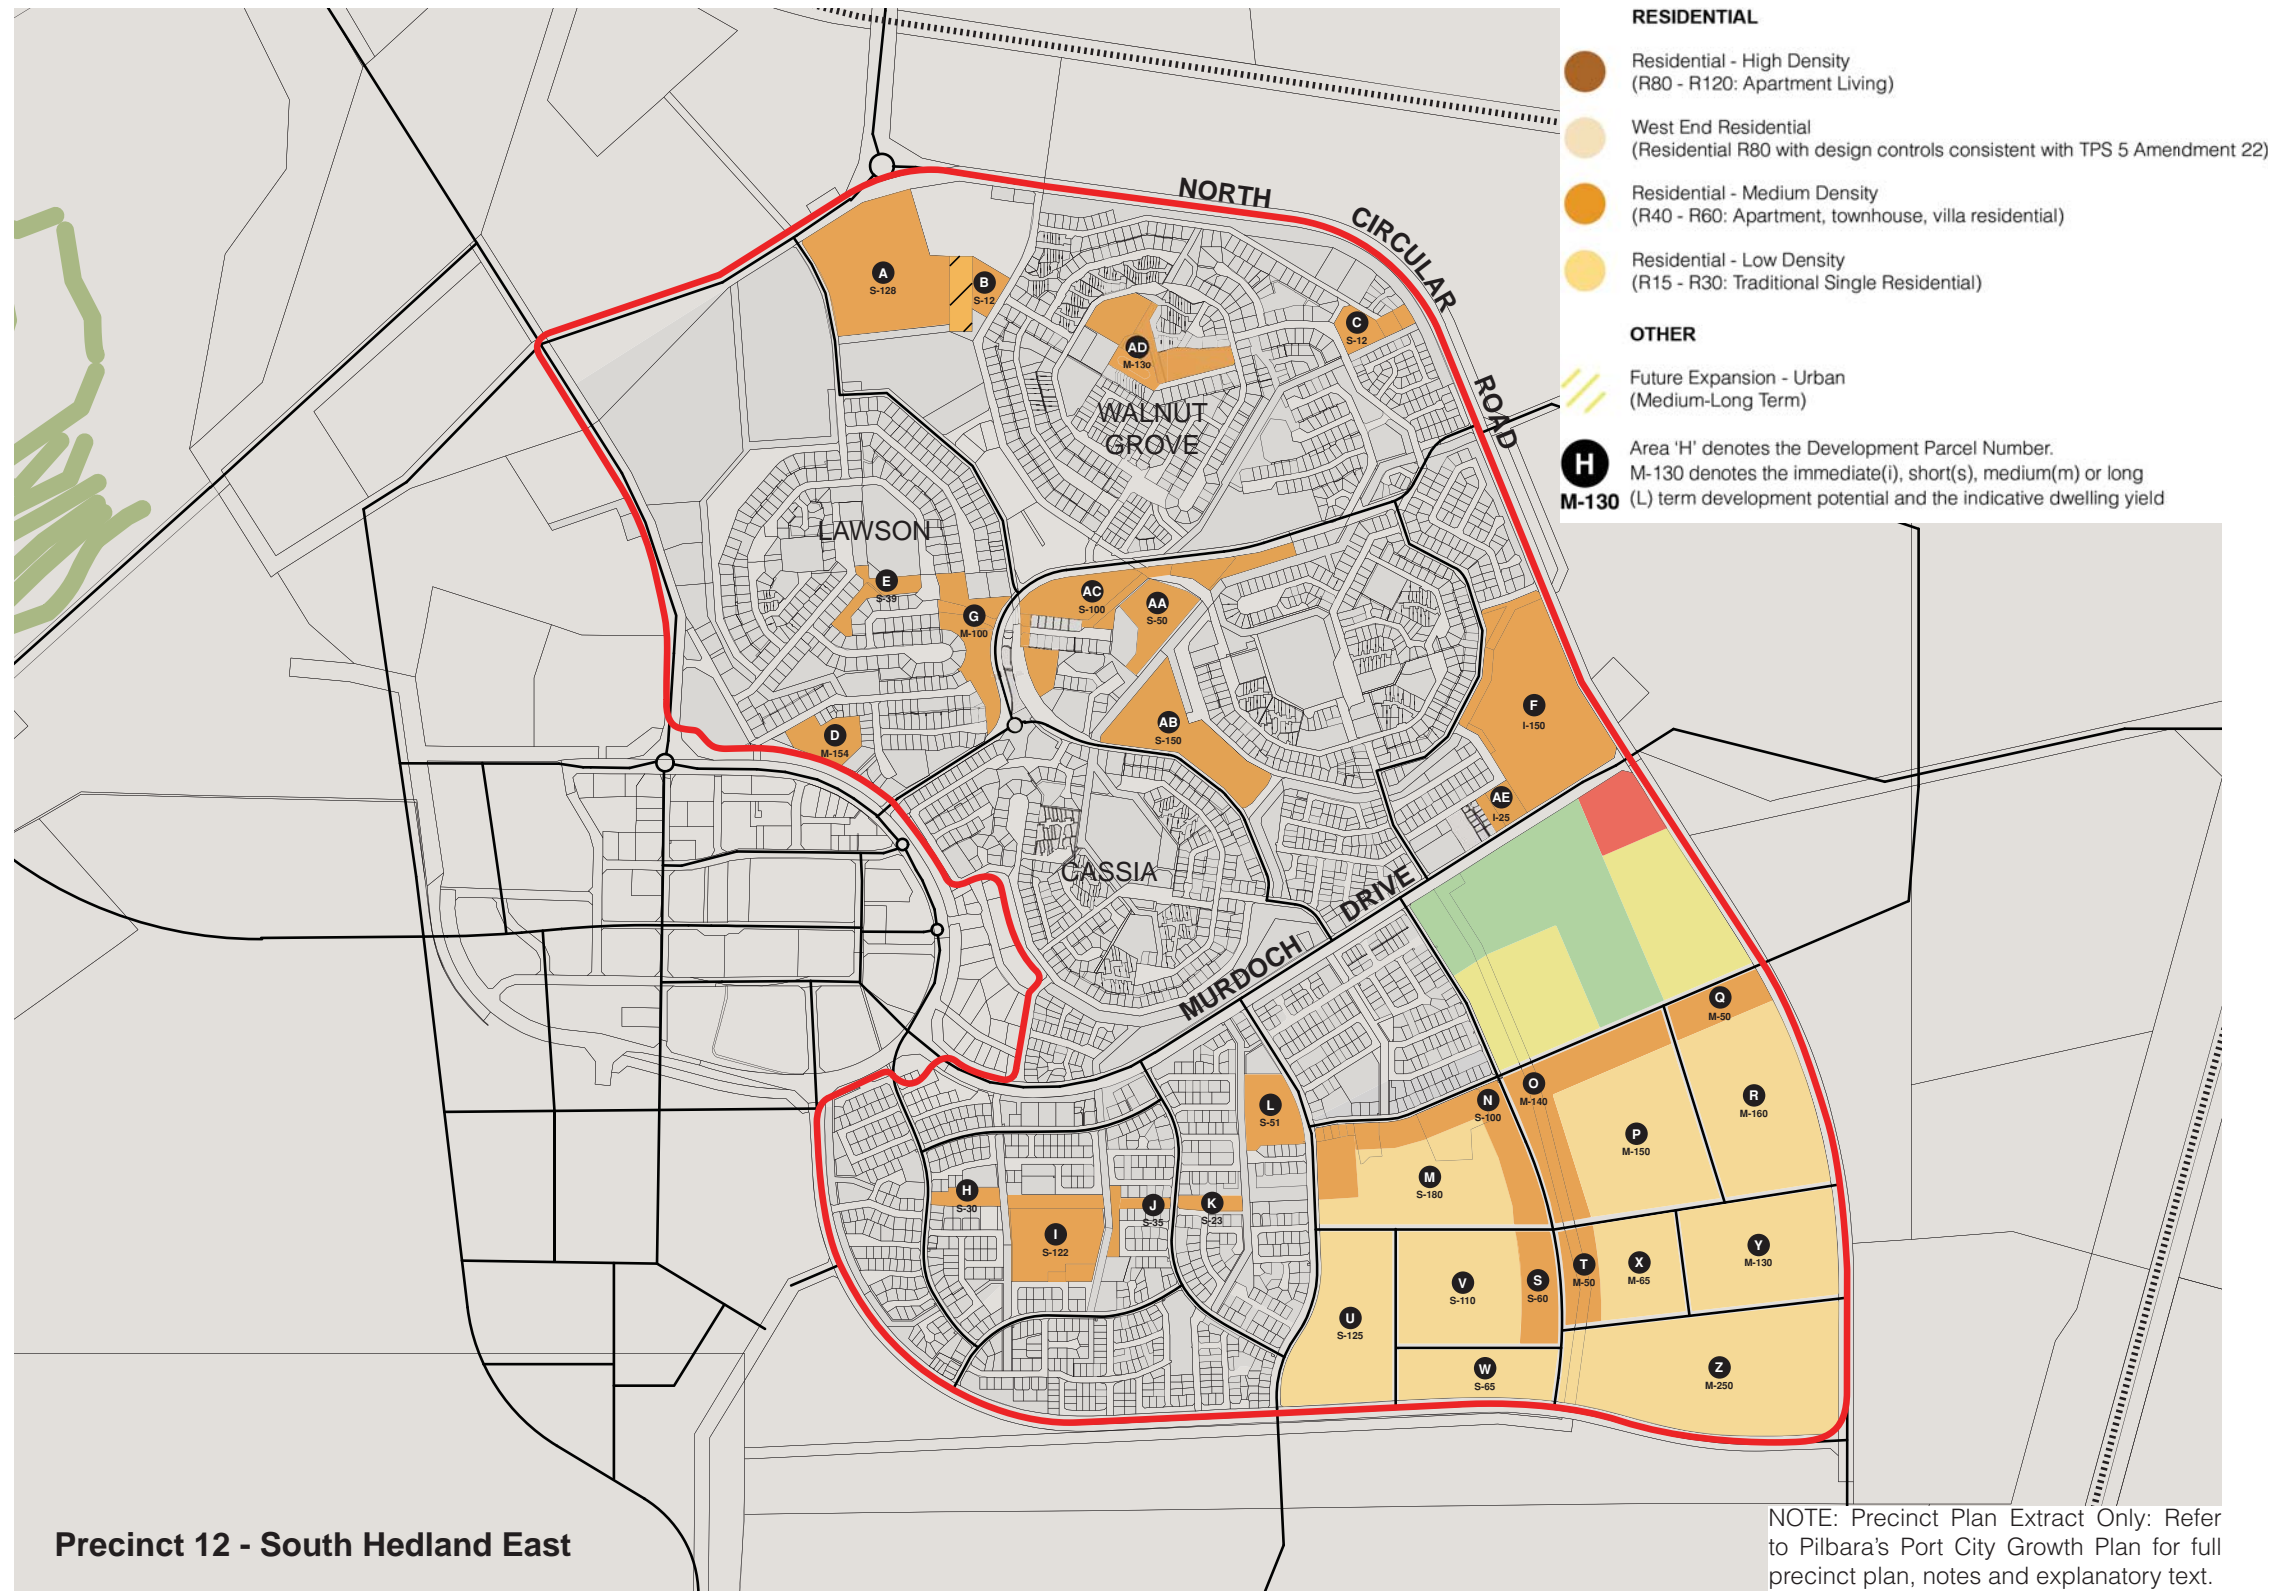 RESIDENTIAL
Residential - High Density
(R80 - R120: Apartment Living)
West End Residential
(Residential R80 with design controls consistent with TPS 5 Amendment 22)
Residential - Medium Density
(R40 - R60: Apartment, townhouse, villa residential)
Residential - Low Density
(R15 - R30: Traditional Single Residential)
OTHER
Future Expansion - Urban
(Medium-Long Term)
H
M-130
Area ‘H’ denotes the Development Parcel Number.
M-130 denotes the immediate(i), short(s), medium(m) or long
(L) term development potential and the indicative dwelling yield
NORTH
CIRCULAR
ROAD
A
S-128
B
S-12
C
S-12
AD
M-130
WALNUT
GROVE
LAWSON
E
S-39
G
M-100
AC
S-100
AA
S-50
D
M-154
AB
S-150
F
I-150
AE
I-25
CASSIA
MURDOCH
DRIVE
Q
M-50
O
M-140
N
S-100
R
M-160
L
S-51
P
M-150
M
S-180
H
S-30
I
S-122
J
S-35
K
S-23
V
S-110
S
S-60
T
M-50
X
M-65
Y
M-130
U
S-125
W
S-65
Z
M-250
Precinct 12 - South Hedland East
NOTE: Precinct Plan Extract Only: Refer
to Pilbara's Port City Growth Plan for full
precinct plan, notes and explanatory text.